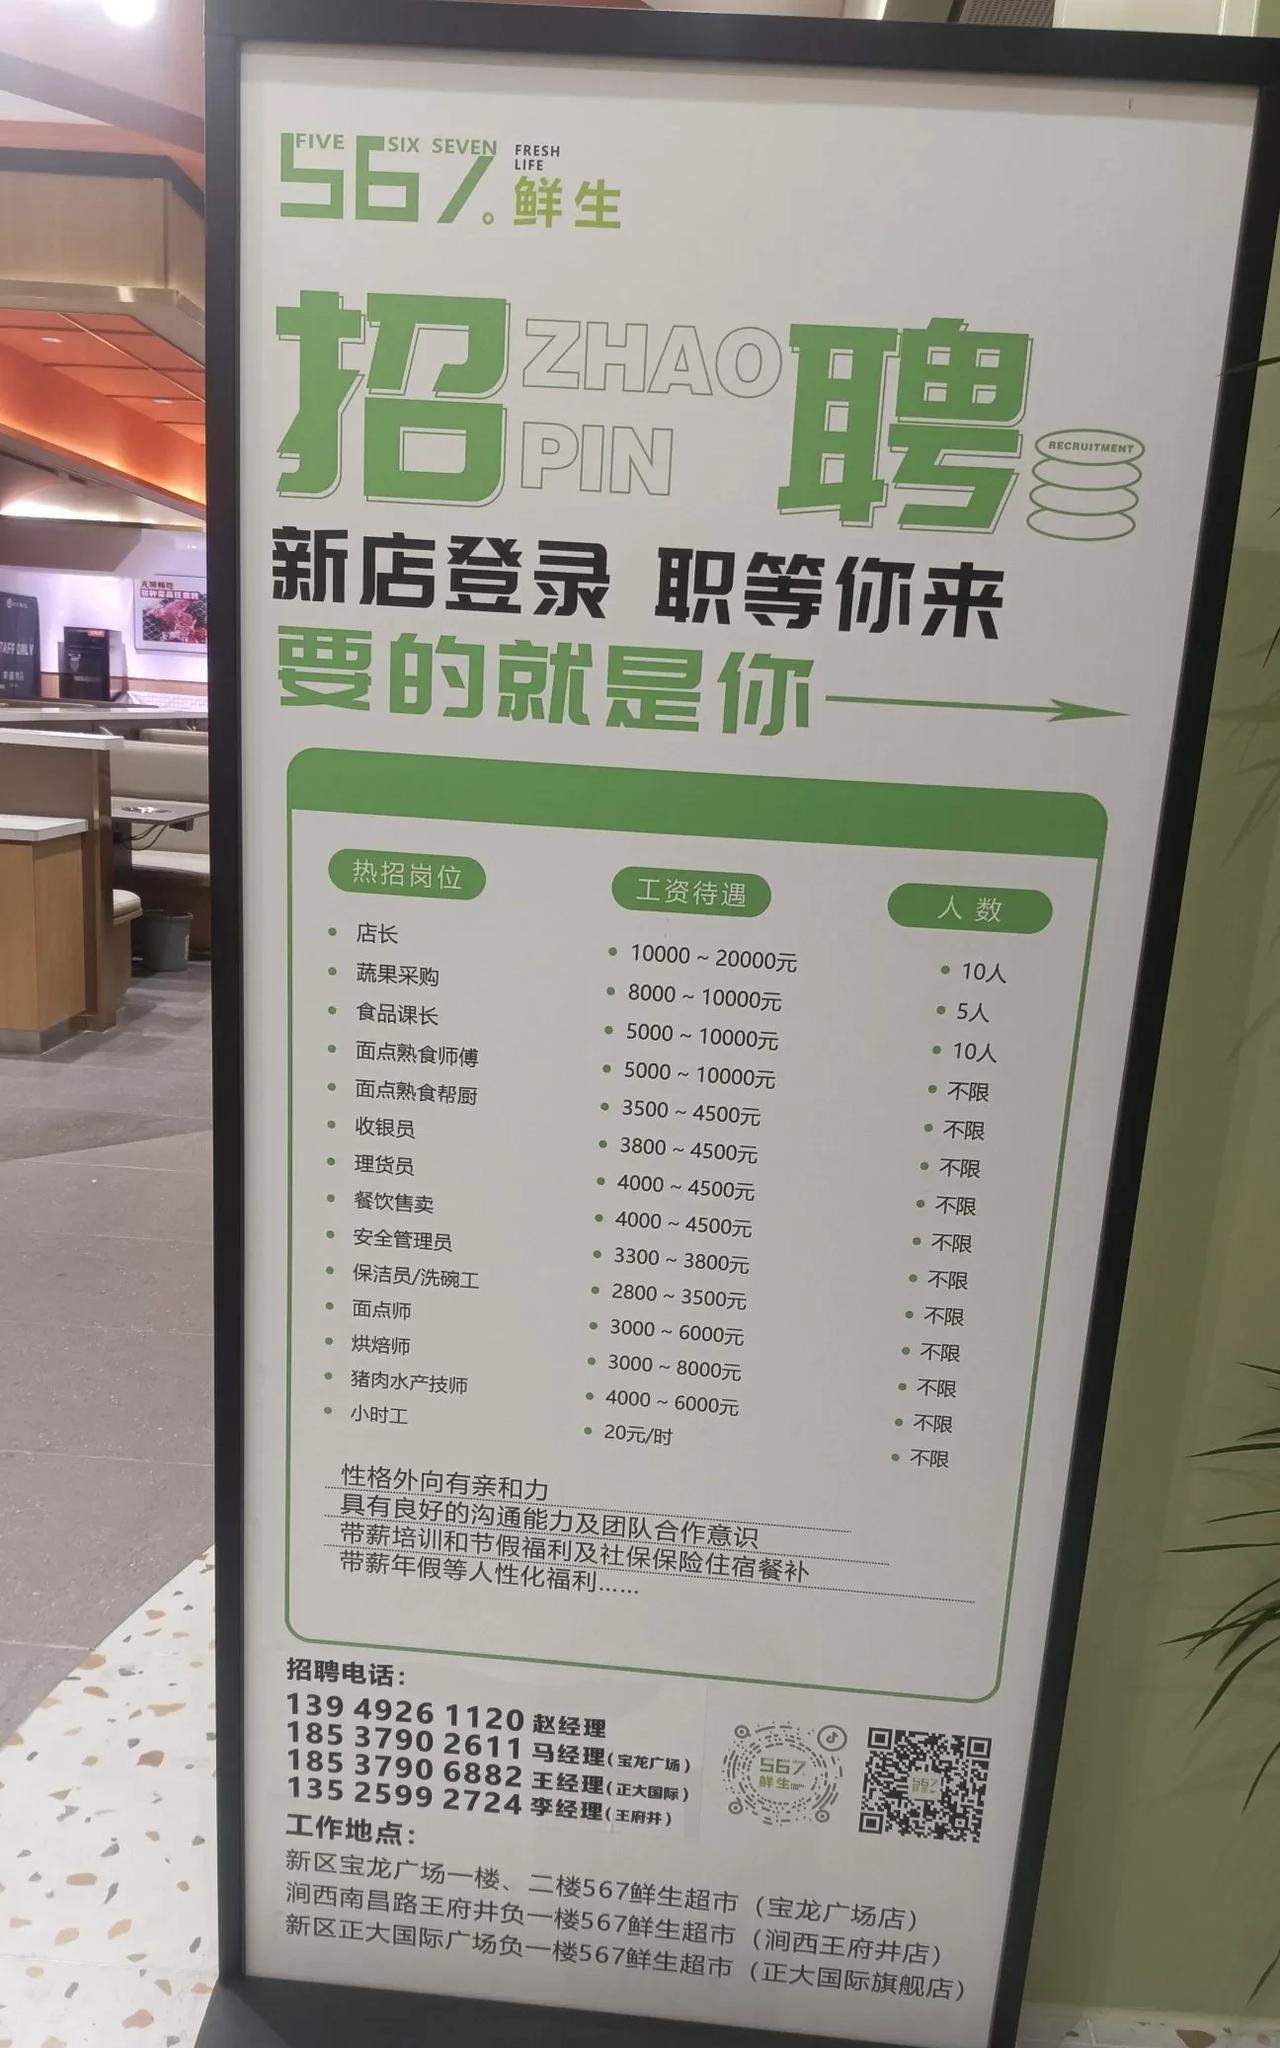 FIVE SIX SEVEN FRESH LIFE
567 鲜生
招 ZHAO PIN 聘
RECRUITMENT
新店登录 职等你来
要的就是你
热招岗位 工资待遇 人数
店长 10000~20000元 10人
蔬果采购 8000~10000元 5人
食品课长 5000~10000元 10人
面点熟食师傅 5000~10000元 不限
面点熟食帮厨 3500~4500元 不限
收银员 3800~4500元 不限
理货员 4000~4500元 不限
餐饮售卖 4000~4500元 不限
安全管理员 3300~3800元 不限
保洁员/洗碗工 2800~3500元 不限
面点师 3000~6000元 不限
烘焙师 3000~8000元 不限
猪肉水产技师 4000~6000元 不限
小时工 20元/时 不限
性格外向有亲和力
具有良好的沟通能力及团队合作意识
带薪培训和节假福利及社保保险住宿餐补
带薪年假等人性化福利……
招聘电话：
139 4926 1120 赵经理
185 3790 2611 马经理(宝龙广场)
185 3790 6882 王经理(正大国际)
135 2599 2724 李经理(王府井)
567 鲜生
工作地点：
新区宝龙广场一楼、二楼567鲜生超市（宝龙广场店）
涧西南昌路王府井负一楼567鲜生超市（涧西王府井店）
新区正大国际广场负一楼567鲜生超市（正大国际旗舰店）
TAFF ONLY